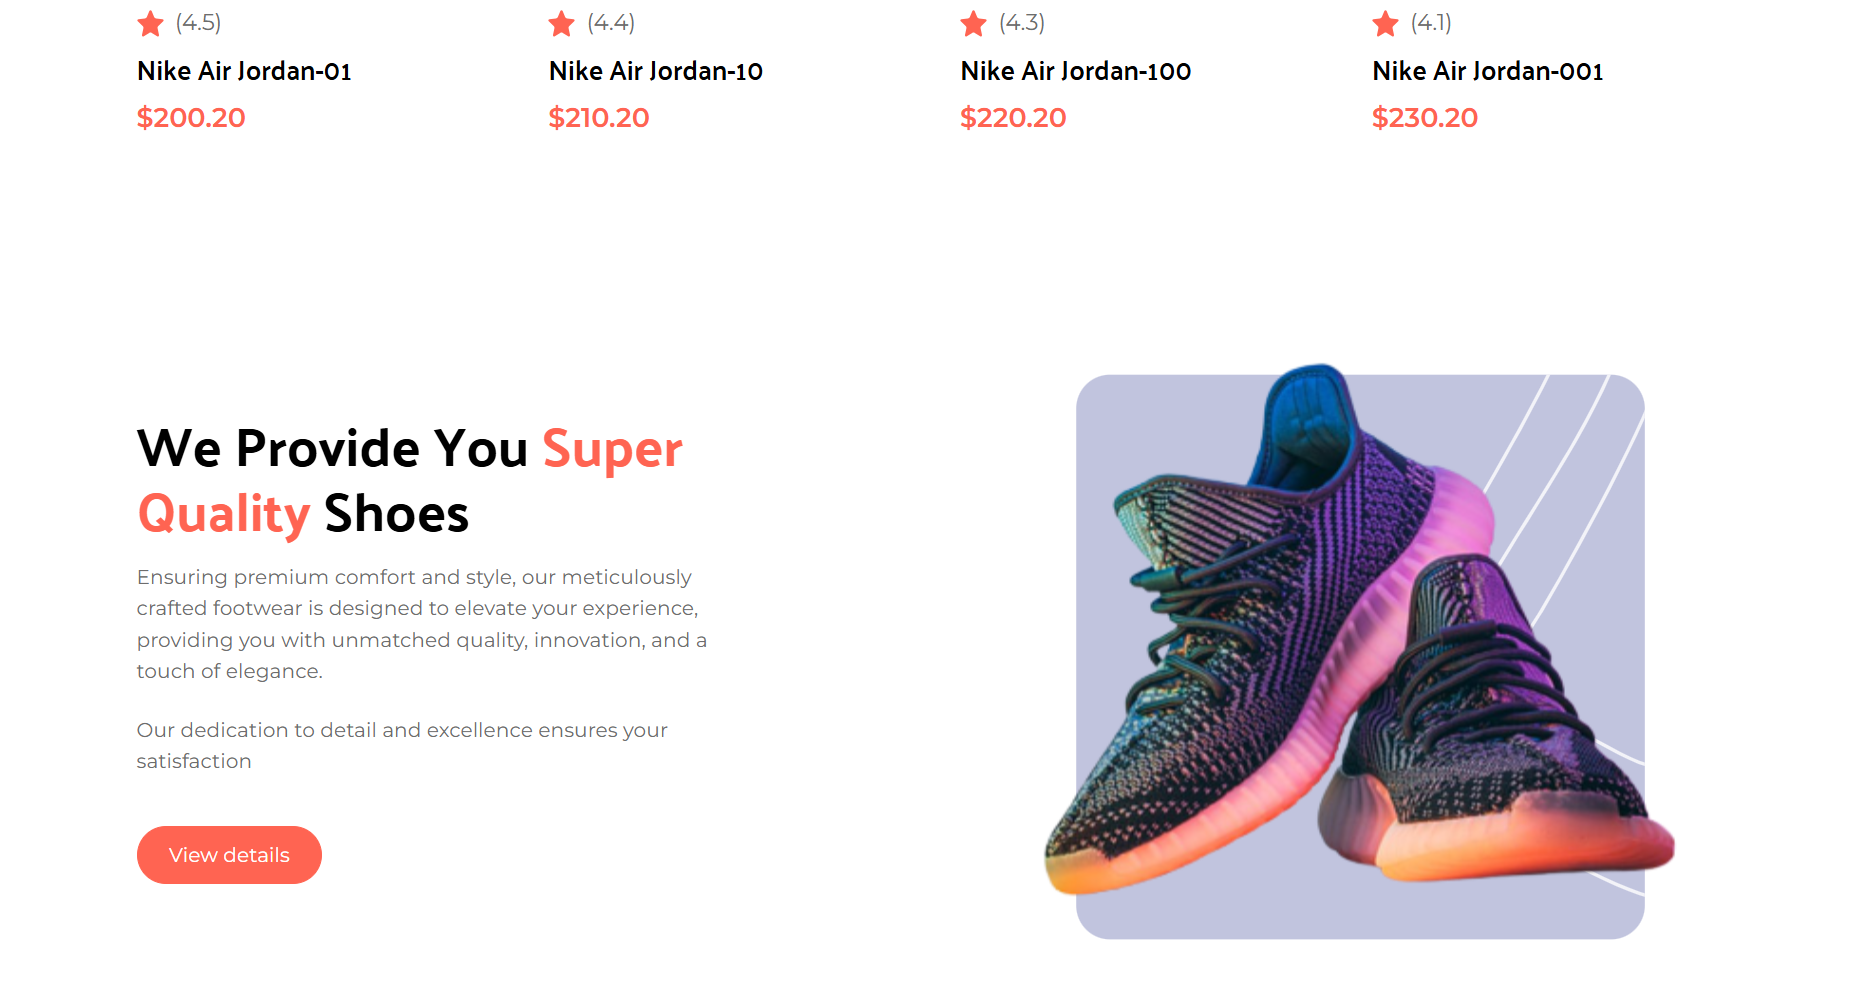 (4.5) (4.4) (4.3) (4.1)
Nike Air Jordan-01 Nike Air Jordan-10 Nike Air Jordan-100 Nike Air Jordan-001
$200.20 $210.20 $220.20 $230.20
We Provide You Super
Quality Shoes
Ensuring premium comfort and style, our meticulously
crafted footwear is designed to elevate your experience,
providing you with unmatched quality, innovation, and a
touch of elegance.
Our dedication to detail and excellence ensures your
satisfaction
View details